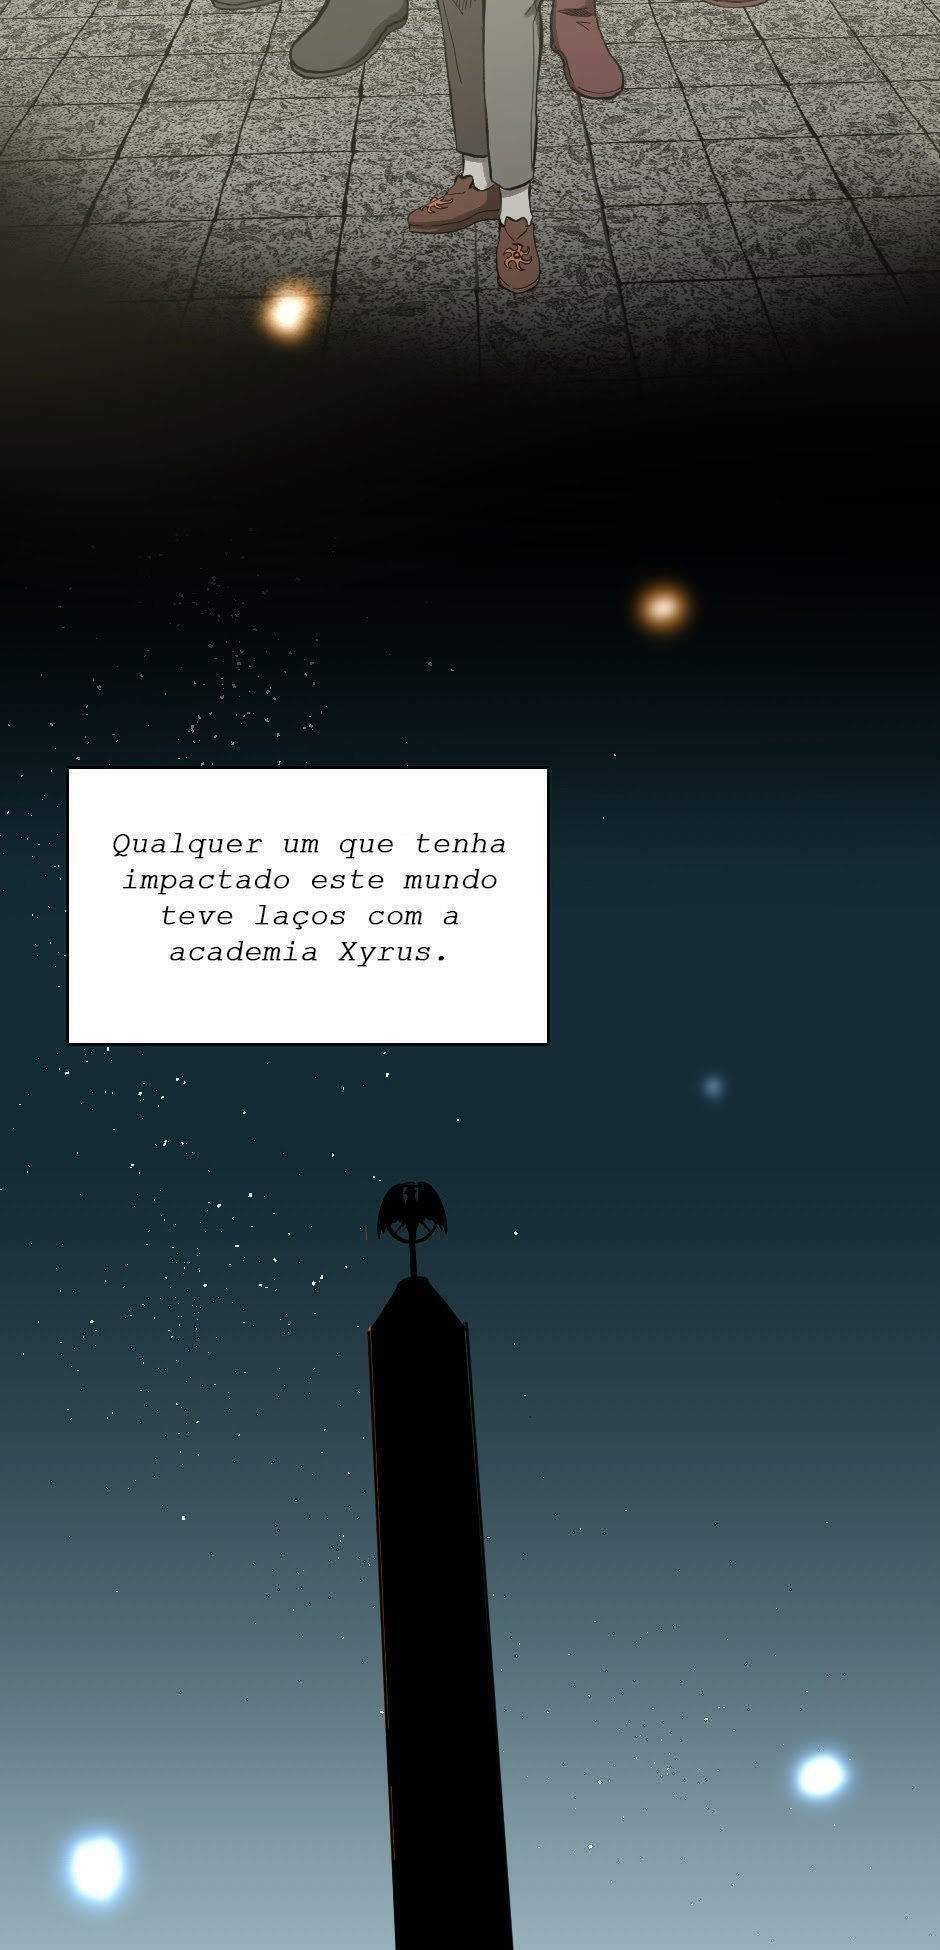 Qualquer um que tenha
impactado este mundo
teve laços com a
academia Xyrus.